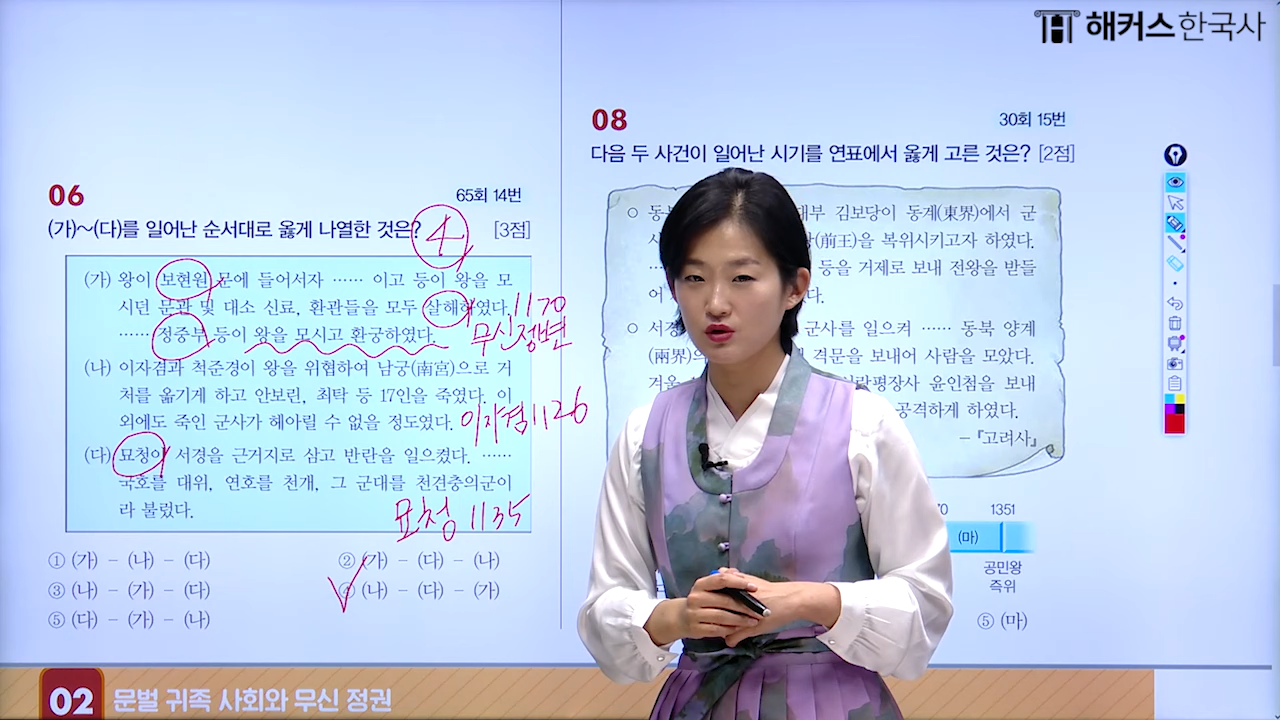 해커스한국사
06
65회 14번
(가)~(다)를 일어난 순서대로 옳게 나열한 것은? [3점]
4
(가) 왕이 보현원 문에 들어서자 …… 이고 등이 왕을 모
시던 문관 및 대소 신료, 환관들을 모두 살해하였다.
1170
…… 정중부 등이 왕을 모시고 환궁하였다.
무신정변
(나) 이자겸과 척준경이 왕을 위협하여 남궁(南宮)으로 거
처를 옮기게 하고 안보린, 최탁 등 17인을 죽였다. 이
외에도 죽인 군사가 헤아릴 수 없을 정도였다.
이자겸 1126
(다) 묘청이 서경을 근거지로 삼고 반란을 일으켰다. ……
국호를 대위, 연호를 천개, 그 군대를 천견충의군이
라 불렀다.
묘청 1135
① (가) – (나) – (다)
② (가) – (다) – (나)
③ (나) – (가) – (다)
④ (나) – (다) – (가)
⑤ (다) – (가) – (나)
08
30회 15번
다음 두 사건이 일어난 시기를 연표에서 옳게 고른 것은? [2점]
김보당이 동계(東界)에서 군
(前王)을 복위시키고자 하였다.
…… 등을 거제로 보내 전왕을 받들
어
서경 군사를 일으켜 …… 동북 양계
(兩界)의 격문을 보내어 사람을 모았다.
윤인첨을 보내
공격하게 하였다.
– 『고려사』
1351
(마)
공민왕
즉위
⑤ (마)
02 문벌 귀족 사회와 무신 정권